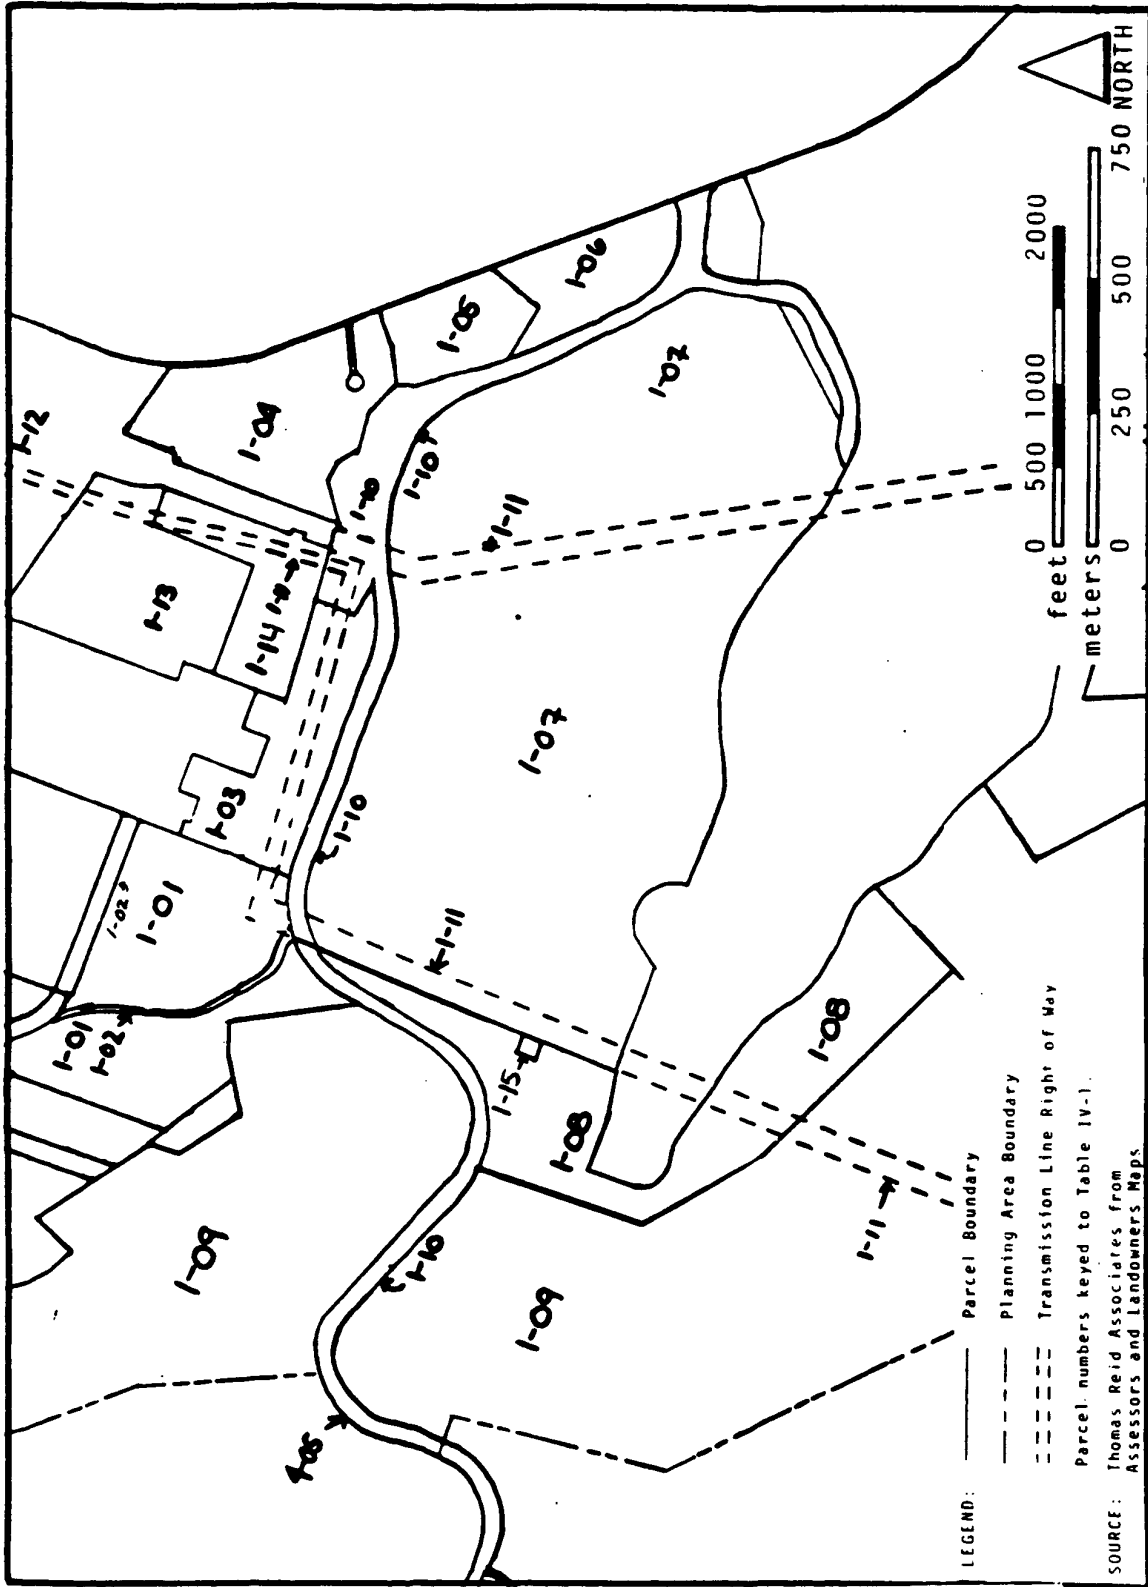 1-12
1-04
1-05
1-06
1-13
1-14
1-11
1-10
1-10
1-11
1-07
1-07
1-03
1-10
1-02
1-01
1-01
1-02
1-11
1-15
1-08
1-08
1-09
1-10
1-09
1-11
4-05
NORTH
0 500 1000 2000
feet
meters
0 250 500 750
LEGEND:
Parcel Boundary
Planning Area Boundary
Transmission Line Right of Way
Parcel numbers keyed to Table IV-1.
SOURCE: Thomas Reid Associates from
Assessors and Landowners Maps